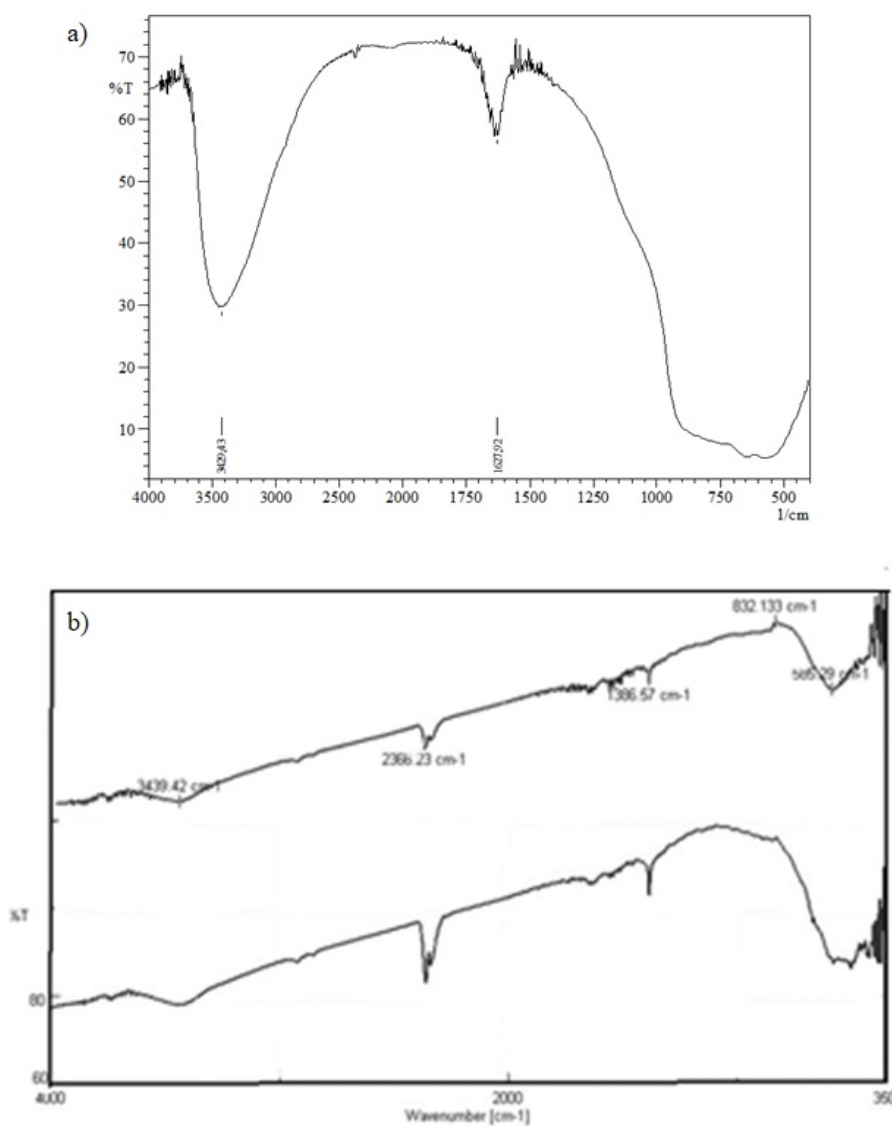 a)
70
%T
60
50
40
30
20
10
3429,43
1627,92
4000 3500 3000 2500 2000 1750 1500 1250 1000 750 500
1/cm
b)
832.133 cm-1
1386.57 cm-1
2366.23 cm-1
3439.42 cm-1
%T
80
60
4000 2000 350
Wavenumber [cm-1]